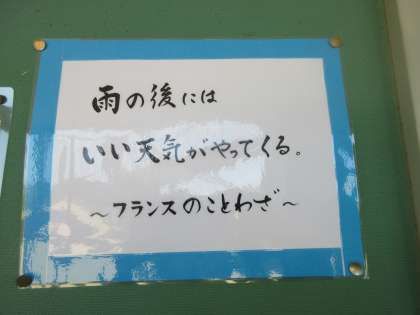 雨の後には
いい天気がやってくる。
～フランスのことわざ～